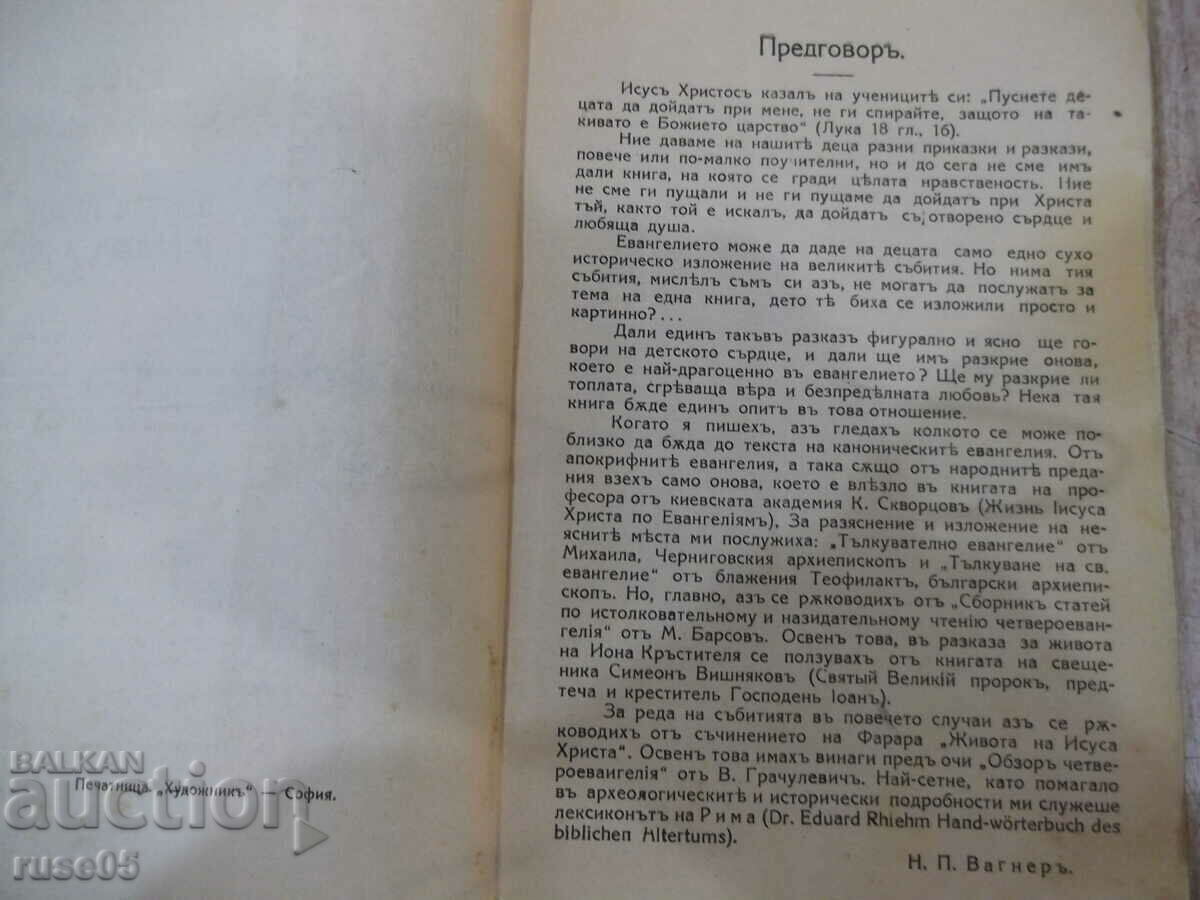 Печатница „Художникъ“ — София.
BALKAN
auction
ruse05
Предговоръ.
Исусъ Христосъ казалъ на ученицитѣ си: „Пуснете де-
цата да дойдатъ при мене, не ги спирайте, защото на та-
кивато е Божието царство“ (Лука 18 гл., 16).
Ние даваме на нашитѣ деца разни приказки и разкази,
повече или по-малко поучителни, но и до сега не сме имъ
дали книга, на която се гради цѣлата нравственость. Ние
не сме ги пущали и не ги пущаме да дойдатъ при Христа
тъй, както той е искалъ, да дойдатъ съ отворено сърдце и
любяща душа.
Евангелието може да даде на децата само едно сухо
историческо изложение на великитѣ събития. Но нима тия
събития, мислѣлъ съмъ си азъ, не могатъ да послужатъ за
тема на една книга, дето тѣ биха се изложили просто и
картинно?...
Дали единъ такъвъ разказъ фигурално и ясно ще го-
вори на детското сърдце, и дали ще имъ разкрие онова,
което е най-драгоценно въ евангелието? Ще му разкрие ли
топлата, сгрѣваща вѣра и безпредѣлната любовь? Нека тая
книга бѫде единъ опит въ това отношение.
Когато я пишехъ, азъ гледахъ колкото се може по-
близко да бѫда до текста на каноническитѣ евангелия. Отъ
апокрифнитѣ евангелия, а така сѫщо отъ народнитѣ преда-
ния взехъ само онова, което е влѣзло въ книгата на про-
фесора отъ киевската академия К. Скворцовъ (Жизнь Іисуса
Христа по Евангеліямъ), За разяснение и изложение на не-
яснитѣ мѣста ми послужиха: „Тълкувателно евангелие“ отъ
Михаила, Черниговския архиепископъ и „Тълкуване на св.
евангелие“ отъ блажения Теофилактъ, български архиепи-
скопъ. Но, главно, азъ се рѫководихъ отъ „Сборникъ статей
по истолковательному и назидательному чтенію четвероеван-
гелія“ отъ М. Барсовъ. Освенъ това, въ разказа за живота
на Иона Кръстителя се ползувахъ отъ книгата на свеще-
ника Симеонъ Вишняковъ (Святый Великій пророкъ, пред-
теча и креститель Господень Іоанъ).
За реда на събитията въ повечето случаи азъ се рѫ-
ководихъ отъ съчинението на Фарара „Живота на Исуса
Христа“. Освенъ това имахъ винаги предъ очи „Обзоръ четве-
роевангелія“ отъ В. Грачулевичъ. Най-сетне, като помагало
въ археологическитѣ и исторически подробности ми служеше
лексиконътъ на Рима (Dr. Eduard Rhiehm Hand-wörterbuch des
biblichen Altertums).
Н. П. Вагнеръ.